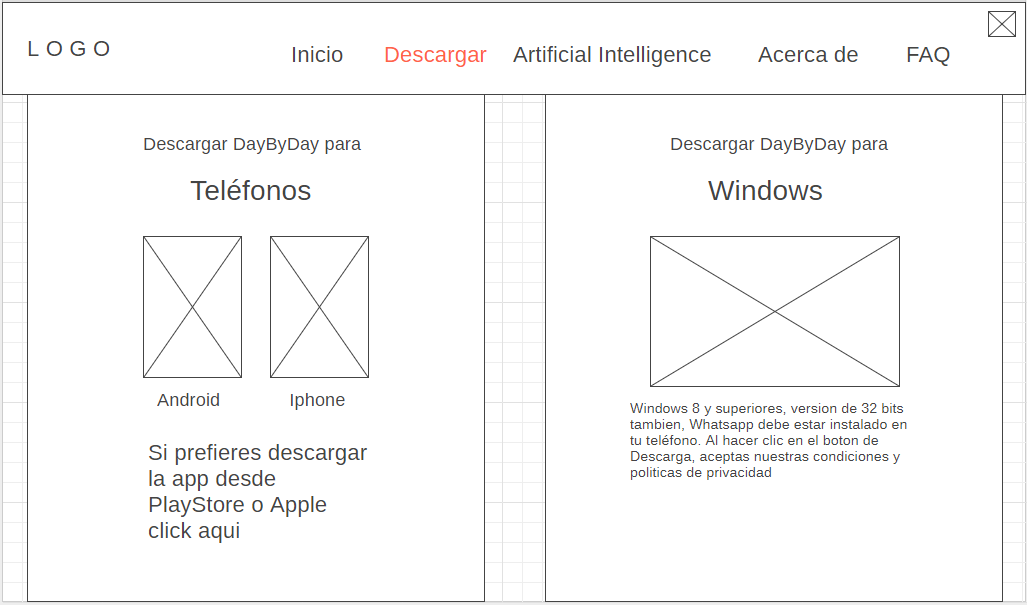 LOGO
Inicio Descargar Artificial Intelligence Acerca de FAQ
Descargar DayByDay para
Teléfonos
Android Iphone
Si prefieres descargar
la app desde
PlayStore o Apple
click aqui
Descargar DayByDay para
Windows
Windows 8 y superiores, version de 32 bits
tambien, Whatsapp debe estar instalado en
tu teléfono. Al hacer clic en el boton de
Descarga, aceptas nuestras condiciones y
politicas de privacidad